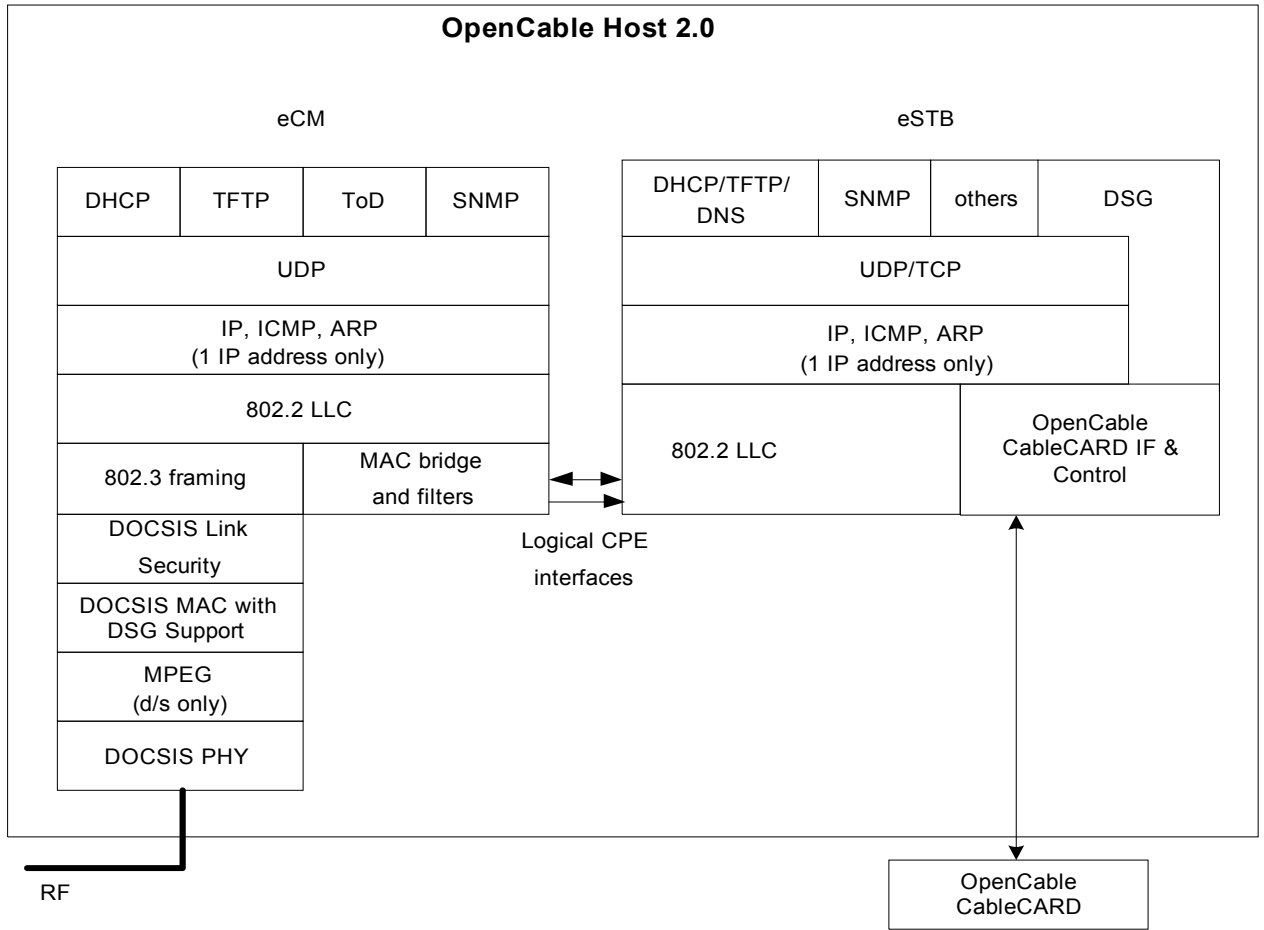 OpenCable Host 2.0
eCM
eSTB
DHCP
TFTP
ToD
SNMP
UDP
IP, ICMP, ARP
(1 IP address only)
802.2 LLC
802.3 framing
MAC bridge
and filters
DOCSIS Link
Security
DOCSIS MAC with
DSG Support
MPEG
(d/s only)
DOCSIS PHY
RF
Logical CPE
interfaces
DHCP/TFTP/
DNS
SNMP
others
DSG
UDP/TCP
IP, ICMP, ARP
(1 IP address only)
802.2 LLC
OpenCable
CableCARD IF &
Control
OpenCable
CableCARD